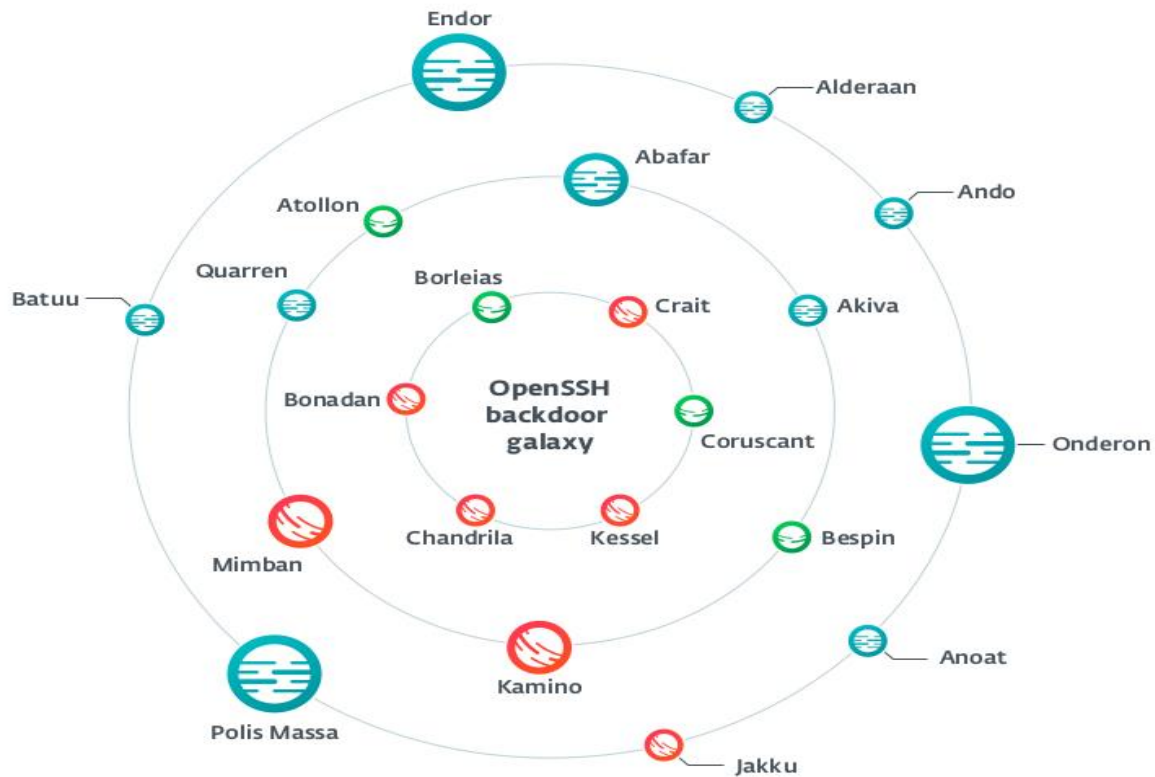 Endor
Alderaan
Abafar
Ando
Atollon
Quarren
Borleias
Batuu
Crait
Akiva
OpenSSH
backdoor
galaxy
Bonadan
Coruscant
Onderon
Chandrila
Kessel
Bespin
Mimban
Anoat
Kamino
Polis Massa
Jakku